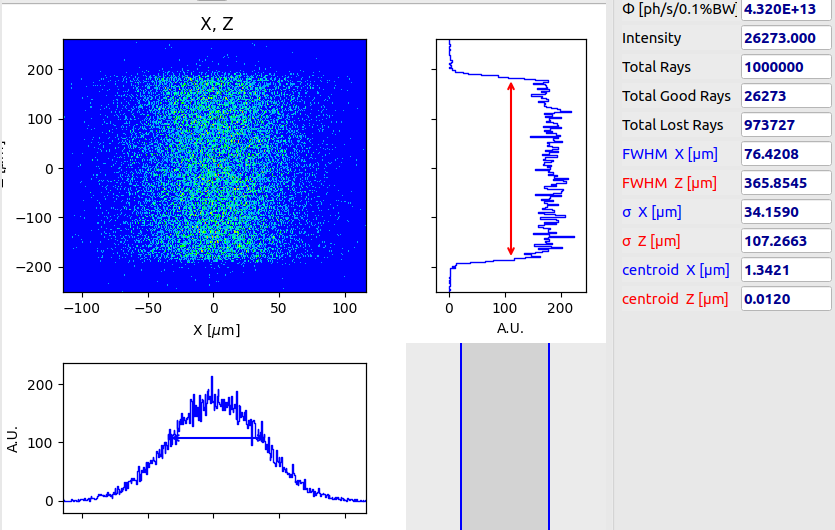 X, Z
200
100
0
−100
−200
−100
−50
0
50
100
X [μm]
0
100
200
A.U.
200
100
0
A.U.
Φ [ph/s/0.1%BW]
4.320E+13
Intensity
26273.000
Total Rays
1000000
Total Good Rays
26273
Total Lost Rays
973727
FWHM X [μm]
76.4208
FWHM Z [μm]
365.8545
σ X [μm]
34.1590
σ Z [μm]
107.2663
centroid X [μm]
1.3421
centroid Z [μm]
0.0120